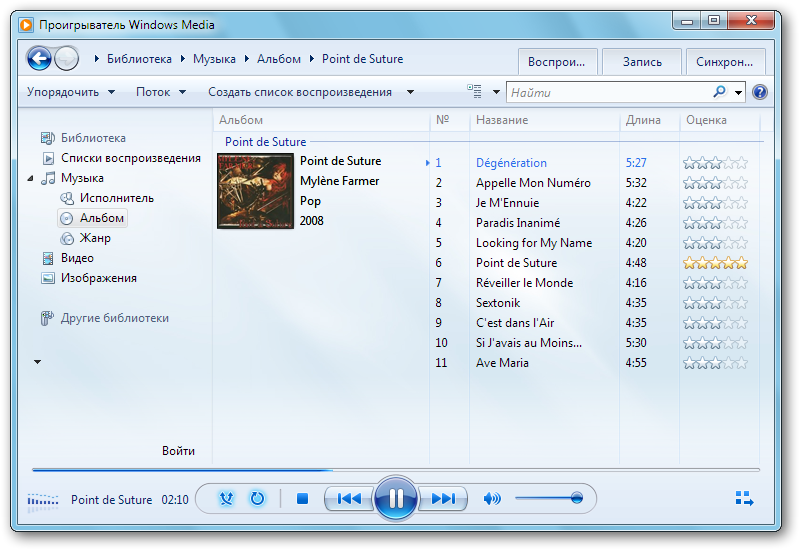 Проигрыватель Windows Media
Библиотека Музыка Альбом Point de Suture
Воспрои... Запись Синхрон...
Упорядочить Поток Создать список воспроизведения Найти
Альбом № Название Длина Оценка
Библиотека
Списки воспроизведения
Музыка
Исполнитель
Альбом
Жанр
Видео
Изображения
Другие библиотеки
Войти
Point de Suture
Point de Suture
Mylène Farmer
Pop
2008
1 Dégénération 5:27
2 Appelle Mon Numéro 5:32
3 Je M'Ennuie 4:22
4 Paradis Inanimé 4:26
5 Looking for My Name 4:20
6 Point de Suture 4:48
7 Réveiller le Monde 4:16
8 Sextonik 4:35
9 C'est dans l'Air 4:35
10 Si J'avais au Moins... 5:30
11 Ave Maria 4:55
Point de Suture 02:10